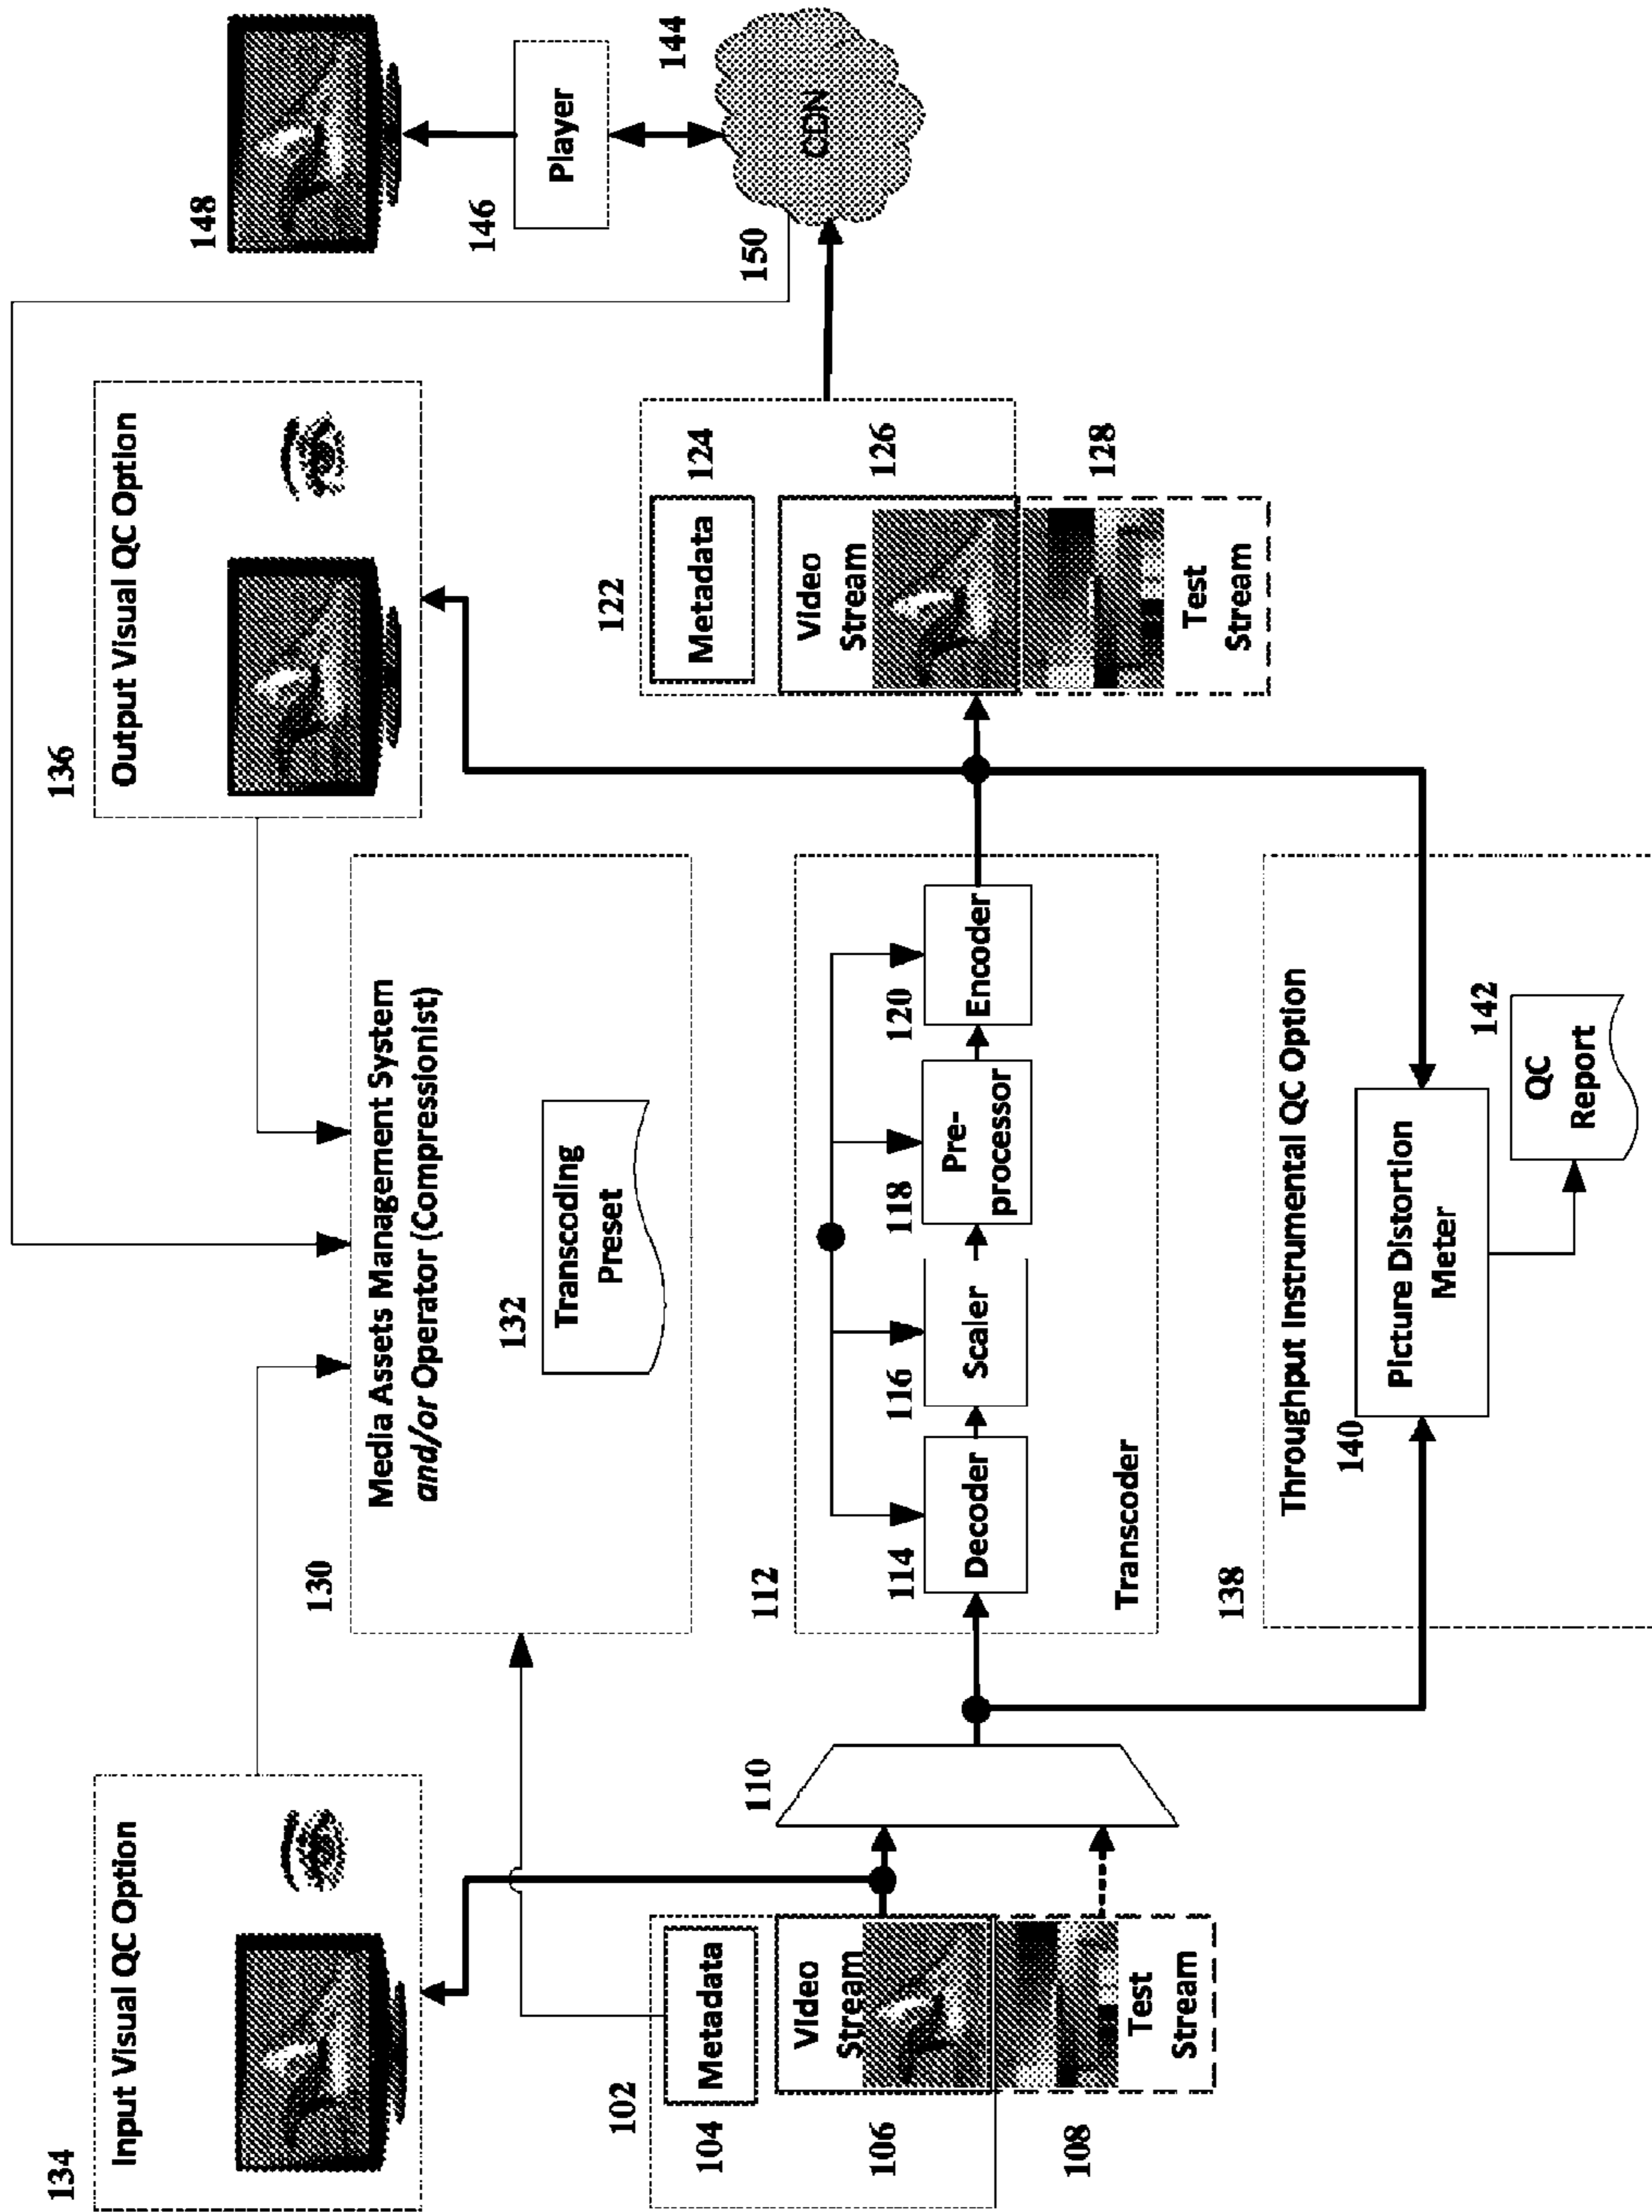 134
Input Visual QC Option
136
Output Visual QC Option
148
146
Player
144
CDN
150
130
Media Assets Management System
and/or Operator (Compressionist)
132
Transcoding
Preset
102
104
Metadata
106
Video
Stream
108
Test
Stream
110
112
114
Decoder
116
Scaler
118
Pre-
processor
120
Encoder
Transcoder
122
Metadata
124
Video
Stream
126
128
Test
Stream
138
Throughput Instrumental QC Option
140
Picture Distortion
Meter
142
QC
Report